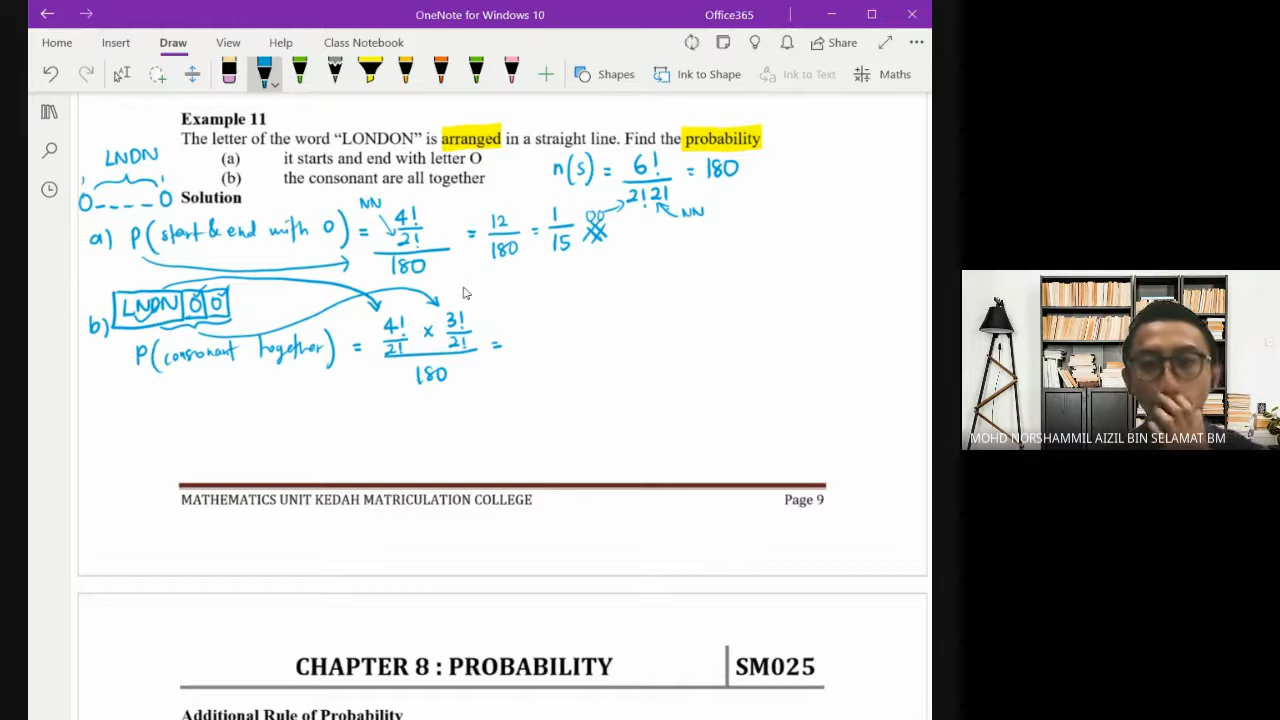 OneNote for Windows 10
Office365
Home Insert Draw View Help Class Notebook
Share
Shapes Ink to Shape Ink to Text Maths
Example 11
The letter of the word “LONDON” is arranged in a straight line. Find the probability
(a) it starts and end with letter O
(b) the consonant are all together
Solution
LNDN
O _ _ _ _ O
n(s) = 6! / 2!2! = 180
OO
NN
NN
a) P(start & end with O) = 4!/2! / 180 = 12/180 = 1/15
LNDN O O
b) P(consonant together) = 4!/2! × 3!/2! / 180 =
MATHEMATICS UNIT KEDAH MATRICULATION COLLEGE Page 9
CHAPTER 8 : PROBABILITY SM025
Additional Rule of Probability
MOHD NORSHAMMIL AIZIL BIN SELAMAT BM